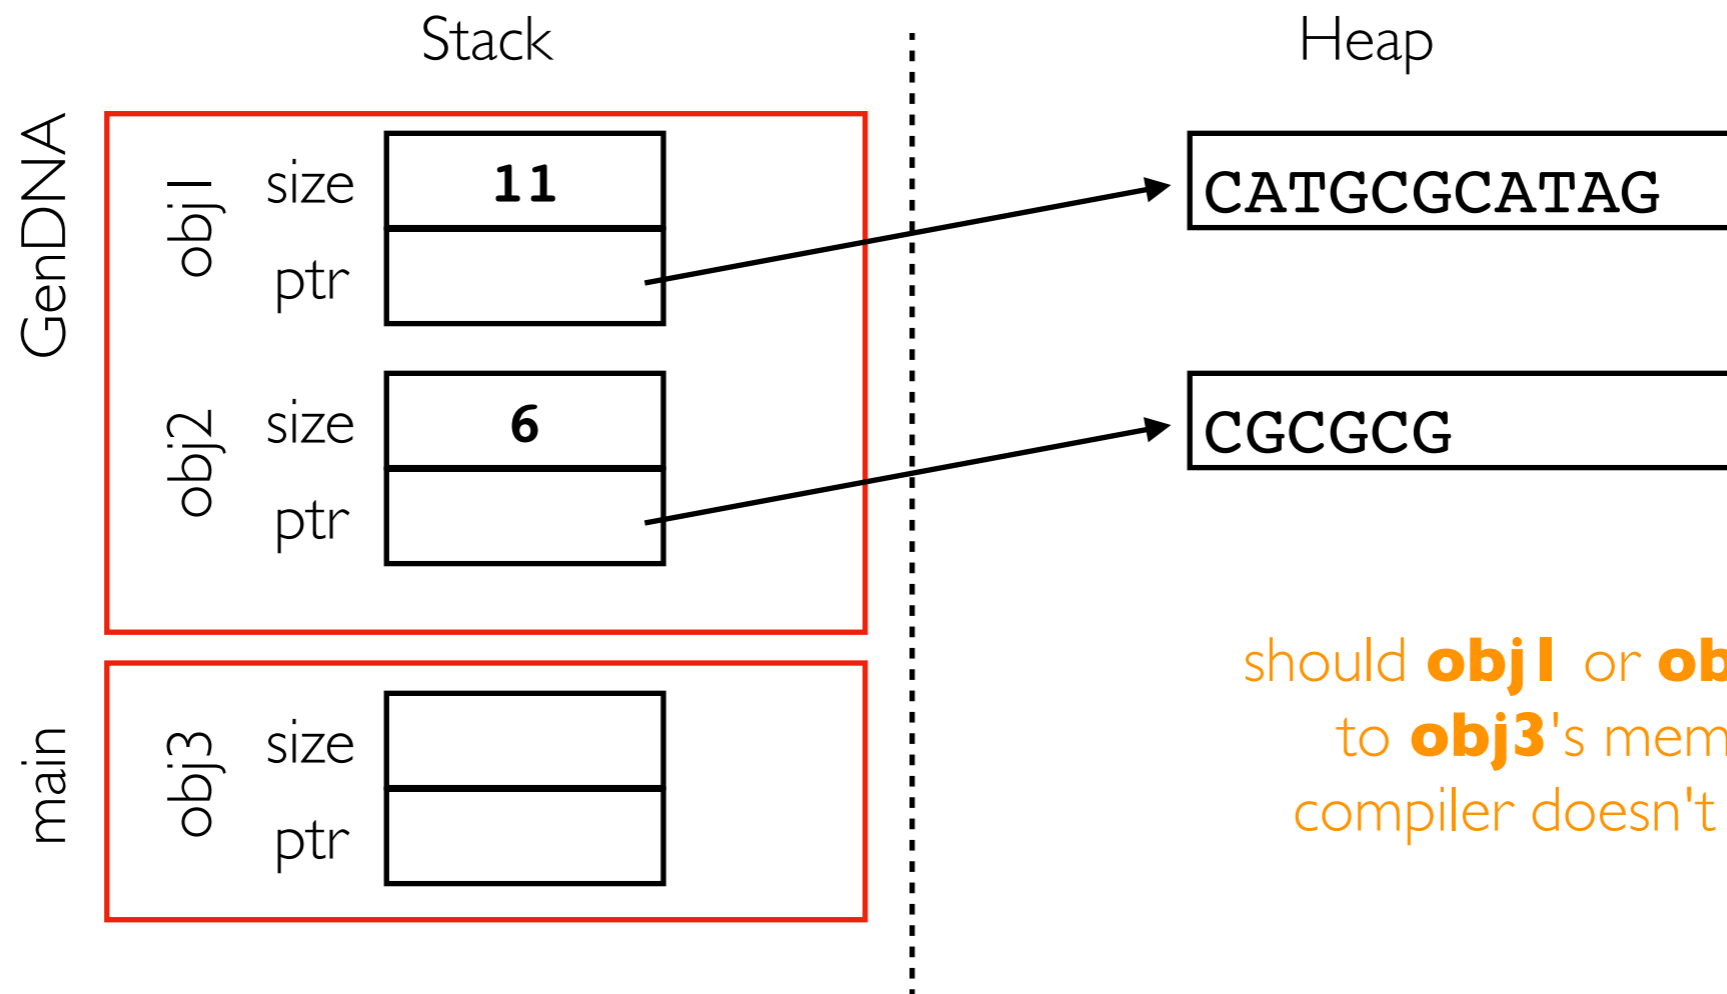 Stack
Heap
GenDNA
obj1
size
11
ptr
CATGCGCATAG
obj2
size
6
ptr
CGCGCG
should obj1 or
to obj3's
compiler doesn't
main
obj3
size
ptr